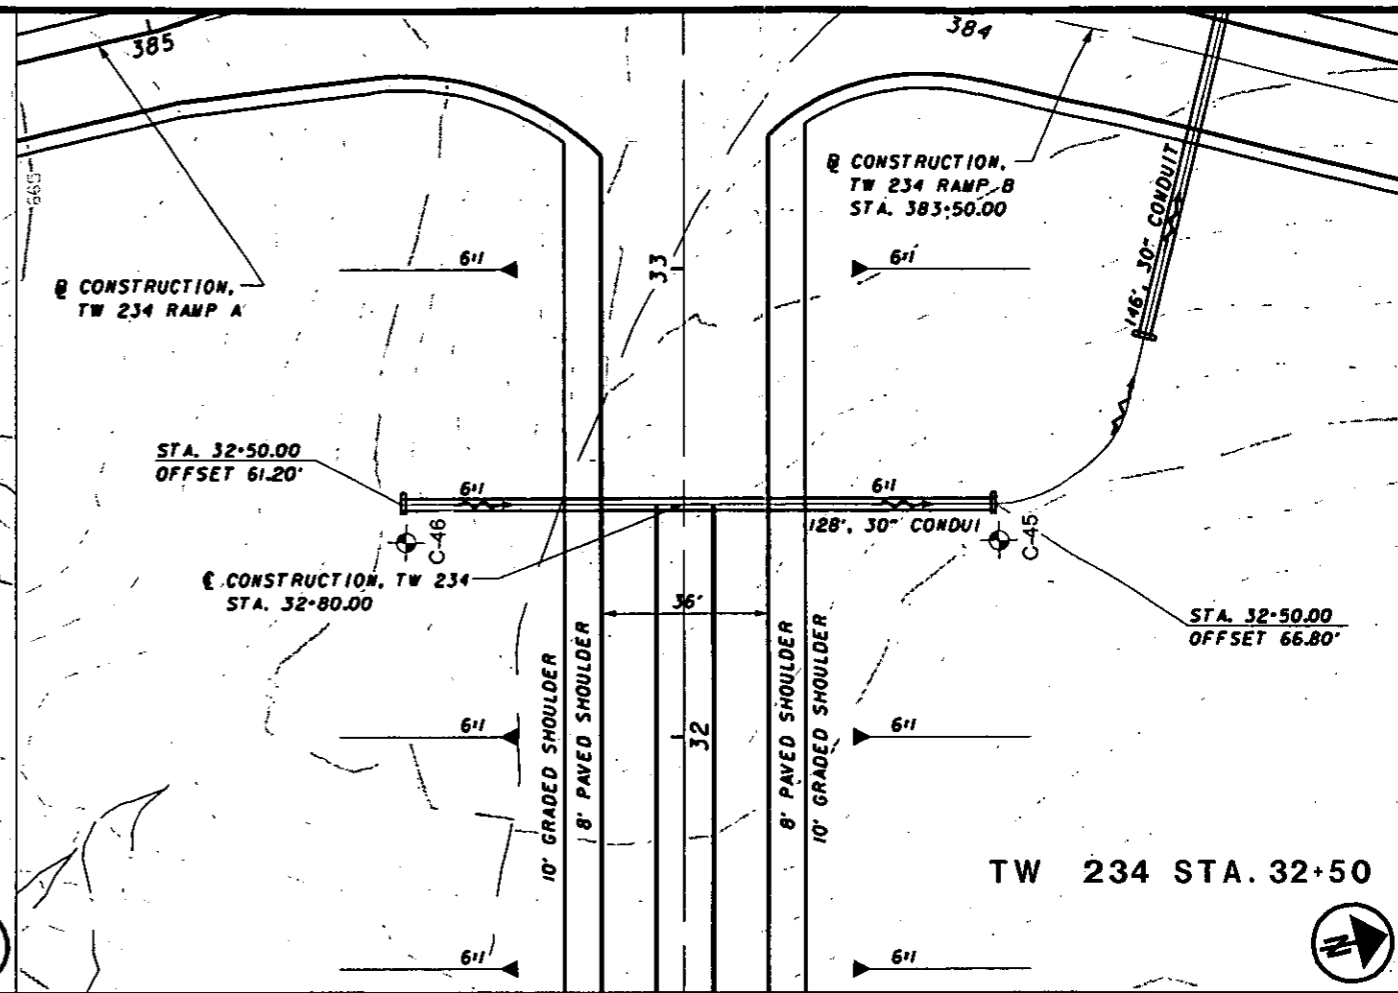 385
384
℄ CONSTRUCTION,
TW 234 RAMP B
STA. 383+50.00
665
146', 30" CONDUIT
6:1
6:1
33
℄ CONSTRUCTION,
TW 234 RAMP A
STA. 32+50.00
OFFSET 61.20'
6:1
6:1
128', 30" CONDUI
C-46
C-45
℄ CONSTRUCTION, TW 234
STA. 32+80.00
36'
STA. 32+50.00
OFFSET 66.80'
10' GRADED SHOULDER
8' PAVED SHOULDER
8' PAVED SHOULDER
10' GRADED SHOULDER
6:1
6:1
32
TW 234 STA. 32+50
6:1
6:1
N